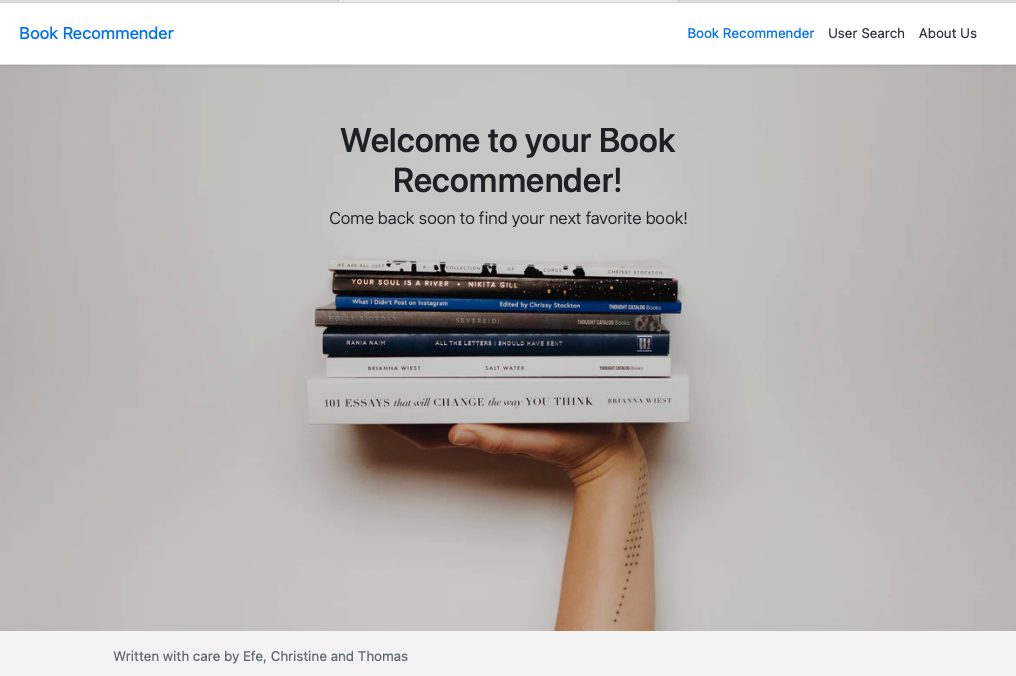 Book Recommender
Book Recommender User Search About Us
Welcome to your Book
Recommender!
Come back soon to find your next favorite book!
WE ARE ALL JUST A COLLECTION OF CORDS CHRISSY STOCKTON
YOUR SOUL IS A RIVER • NIKITA GILL
What I Didn't Post on Instagram Edited by Chrissy Stockton THOUGHT CATALOG Books
HOLLY RIORDAN SEVERE(D) THOUGHT CATALOG Books
RANIA NAIM ALL THE LETTERS I SHOULD HAVE SENT
BRIANNA WIEST SALT WATER THOUGHT CATALOG Books
101 ESSAYS that will CHANGE the way YOU THINK BRIANNA WIEST
Written with care by Efe, Christine and Thomas